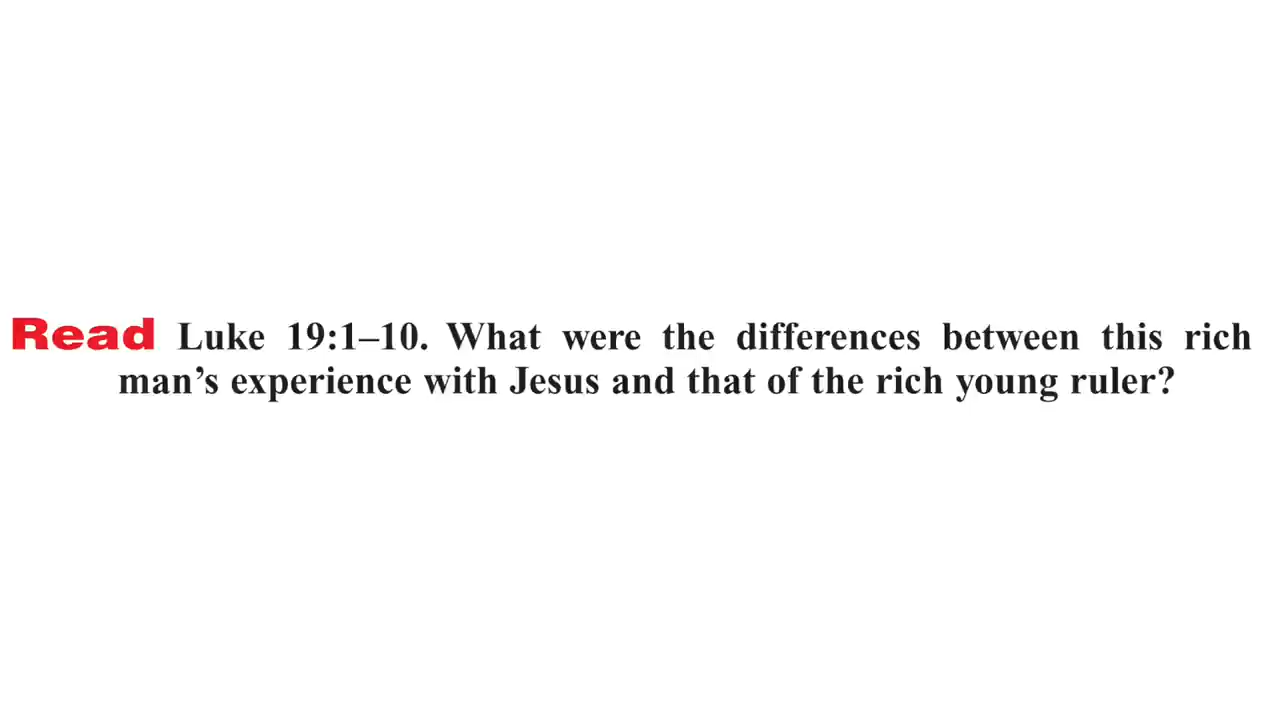 Read Luke 19:1–10. What were the differences between this rich
man’s experience with Jesus and that of the rich young ruler?